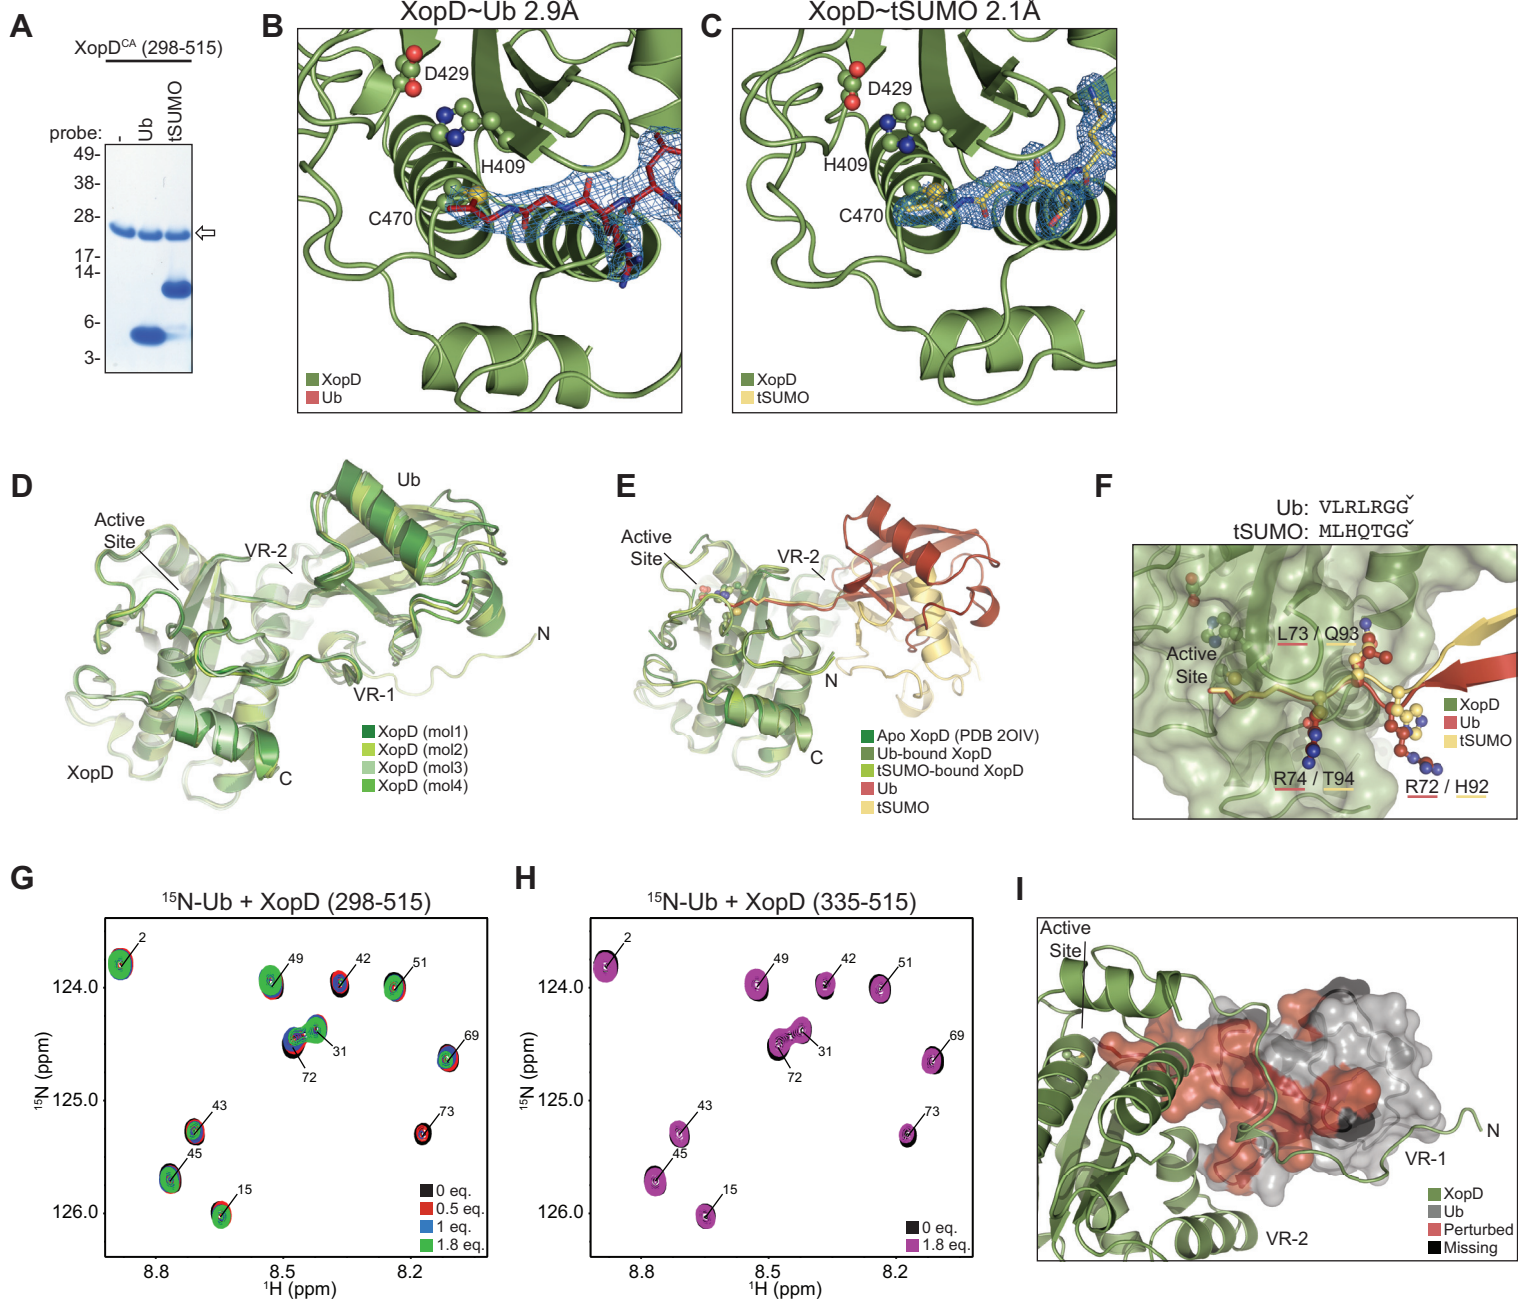 A
XopD^CA (298-515)
probe:
-
Ub
tSUMO
49-
38-
28-
17-
14-
6-
3-
B
XopD~Ub 2.9Å
D429
H409
C470
XopD
Ub
C
XopD~tSUMO 2.1Å
D429
H409
C470
XopD
tSUMO
D
Ub
Active
Site
VR-2
N
VR-1
XopD
C
XopD (mol1)
XopD (mol2)
XopD (mol3)
XopD (mol4)
E
Active
Site
VR-2
N
C
Apo XopD (PDB 2OIV)
Ub-bound XopD
tSUMO-bound XopD
Ub
tSUMO
F
Ub: VLRLRGG˅
tSUMO: MLHQTGG˅
L73 / Q93
Active
Site
XopD
Ub
tSUMO
R74 / T94
R72 / H92
G
¹⁵N-Ub + XopD (298-515)
¹⁵N (ppm)
124.0
125.0
126.0
2
49
42
51
31
72
69
43
73
45
15
0 eq.
0.5 eq.
1 eq.
1.8 eq.
8.8
8.5
8.2
¹H (ppm)
H
¹⁵N-Ub + XopD (335-515)
¹⁵N (ppm)
124.0
125.0
126.0
2
49
42
51
31
72
69
43
73
45
15
0 eq.
1.8 eq.
8.8
8.5
8.2
¹H (ppm)
I
Active
Site
N
VR-1
VR-2
XopD
Ub
Perturbed
Missing